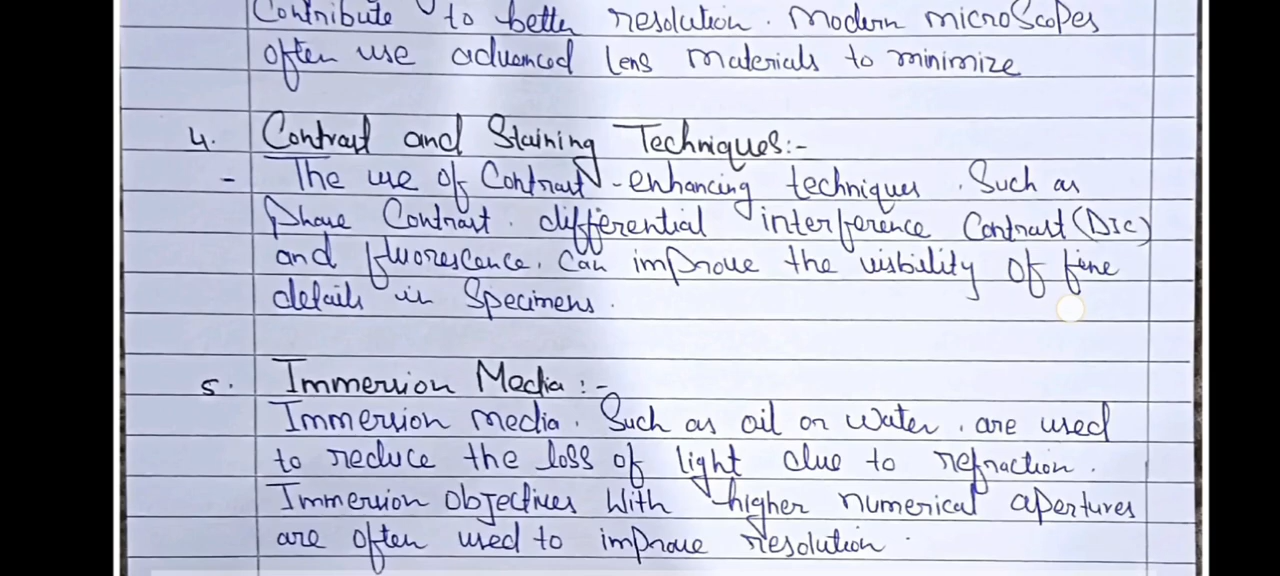 Contribute to better resolution. Modern microscopes
often use advanced lens materials to minimize
4. Contrast and Staining Techniques:-
- The use of Contrast-enhancing techniques. Such as
phase Contrast. differential interference Contrast (DIC)
and fluorescence. Can improve the visibility of fine
details in Specimens.
5. Immersion Media:-
Immersion media. Such as oil or water. are used
to reduce the loss of light due to refraction.
Immersion objectives With higher numerical apertures
are often used to improve resolution.